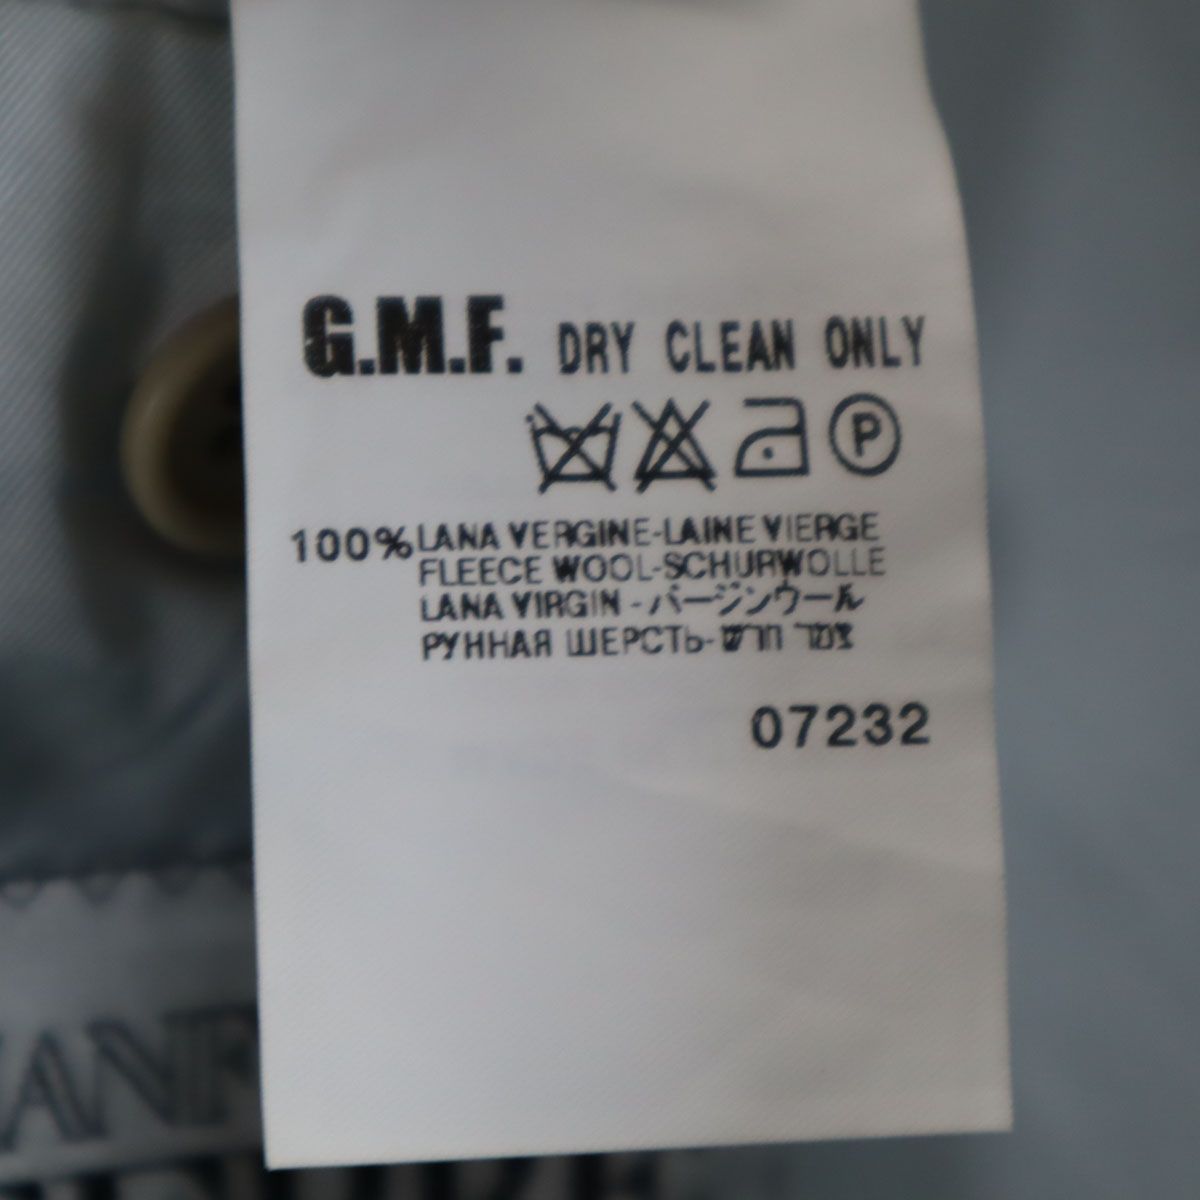 G.M.F. DRY CLEAN ONLY
P
100% LANA VERGINE-LAINE VIERGE
FLEECE WOOL-SCHURWOLLE
LANA VIRGIN - バージンウール
РУННАЯ ШЕРСТЬ- צמר
07232